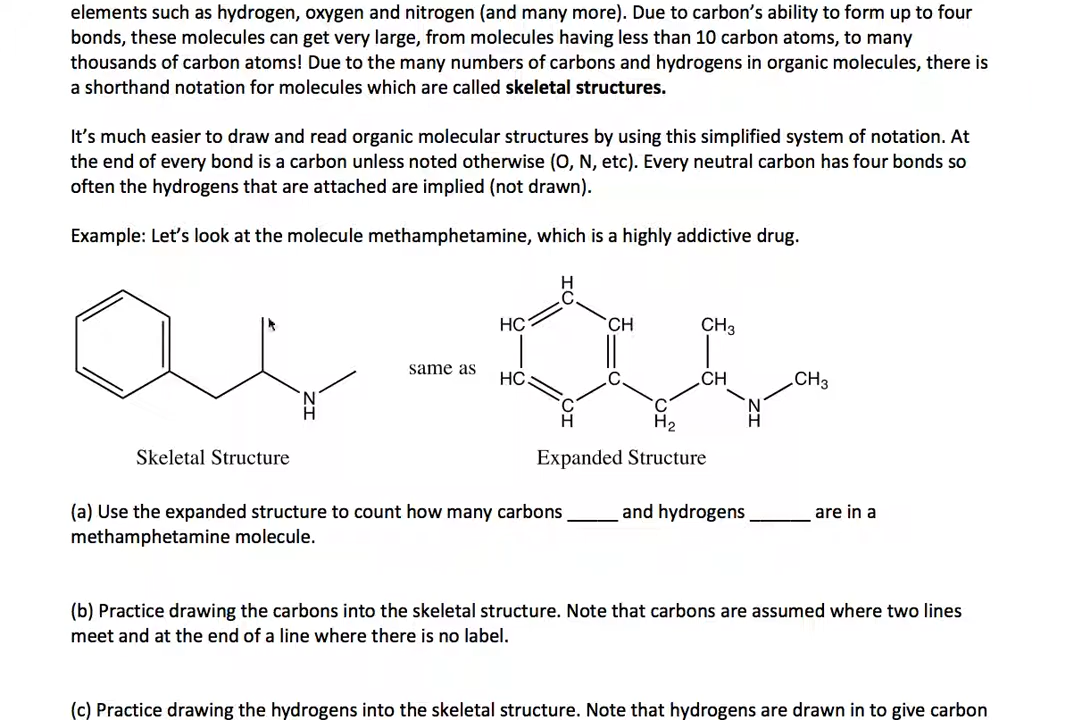 elements such as hydrogen, oxygen and nitrogen (and many more). Due to carbon's ability to form up to four
bonds, these molecules can get very large, from molecules having less than 10 carbon atoms, to many
thousands of carbon atoms! Due to the many numbers of carbons and hydrogens in organic molecules, there is
a shorthand notation for molecules which are called skeletal structures.
It's much easier to draw and read organic molecular structures by using this simplified system of notation. At
the end of every bond is a carbon unless noted otherwise (O, N, etc). Every neutral carbon has four bonds so
often the hydrogens that are attached are implied (not drawn).
Example: Let's look at the molecule methamphetamine, which is a highly addictive drug.
H
C
HC CH CH3
same as
HC C CH CH3
N C C N
H H H2 H
Skeletal Structure Expanded Structure
(a) Use the expanded structure to count how many carbons _____ and hydrogens ______ are in a
methamphetamine molecule.
(b) Practice drawing the carbons into the skeletal structure. Note that carbons are assumed where two lines
meet and at the end of a line where there is no label.
(c) Practice drawing the hydrogens into the skeletal structure. Note that hydrogens are drawn in to give carbon